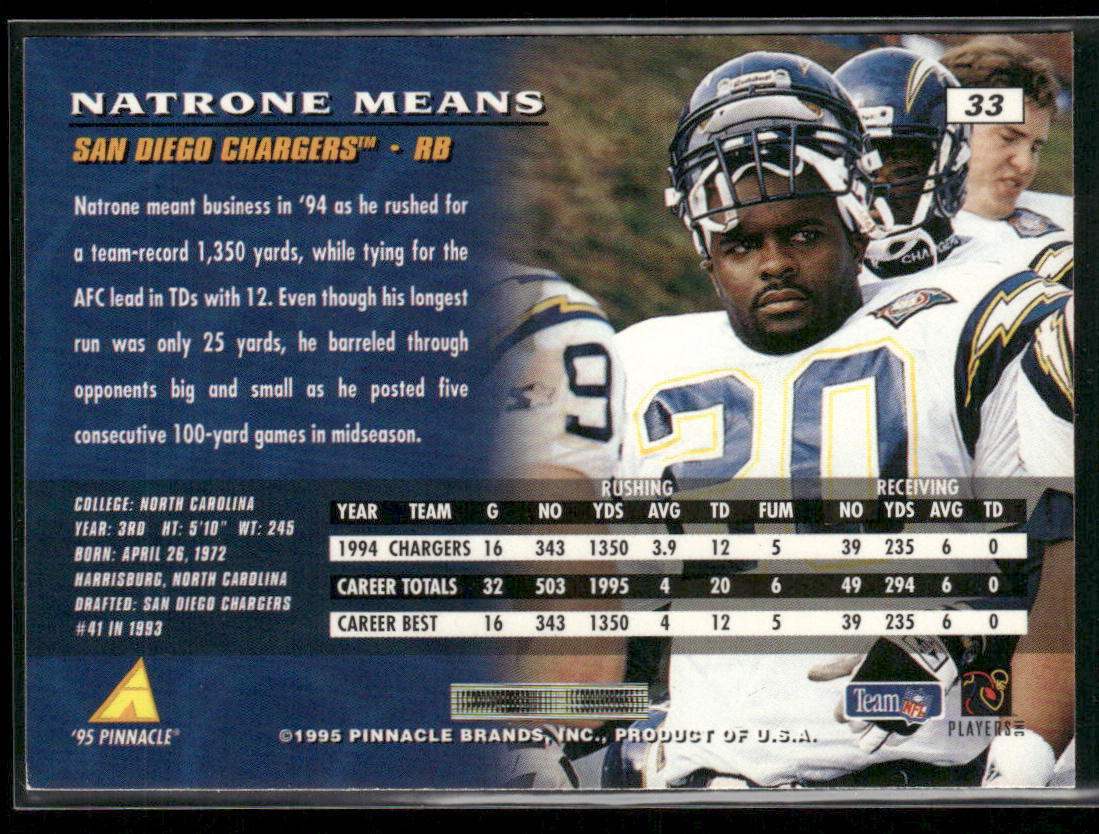 NATRONE MEANS
33
SAN DIEGO CHARGERS™ · RB
Natrone meant business in '94 as he rushed for
a team-record 1,350 yards, while tying for the
AFC lead in TDs with 12. Even though his longest
run was only 25 yards, he barreled through
opponents big and small as he posted five
consecutive 100-yard games in midseason.
Riddell
CHARGERS
9
20
COLLEGE: NORTH CAROLINA
YEAR: 3RD HT: 5'10" WT: 245
BORN: APRIL 26, 1972
HARRISBURG, NORTH CAROLINA
DRAFTED: SAN DIEGO CHARGERS
#41 IN 1993
RUSHING RECEIVING
YEAR TEAM G NO YDS AVG TD FUM NO YDS AVG TD
1994 CHARGERS 16 343 1350 3.9 12 5 39 235 6 0
CAREER TOTALS 32 503 1995 4 20 6 49 294 6 0
CAREER BEST 16 343 1350 4 12 5 39 235 6 0
'95 PINNACLE®
©1995 PINNACLE BRANDS, INC., PRODUCT OF U.S.A.
Team NFL
PLAYERS INC